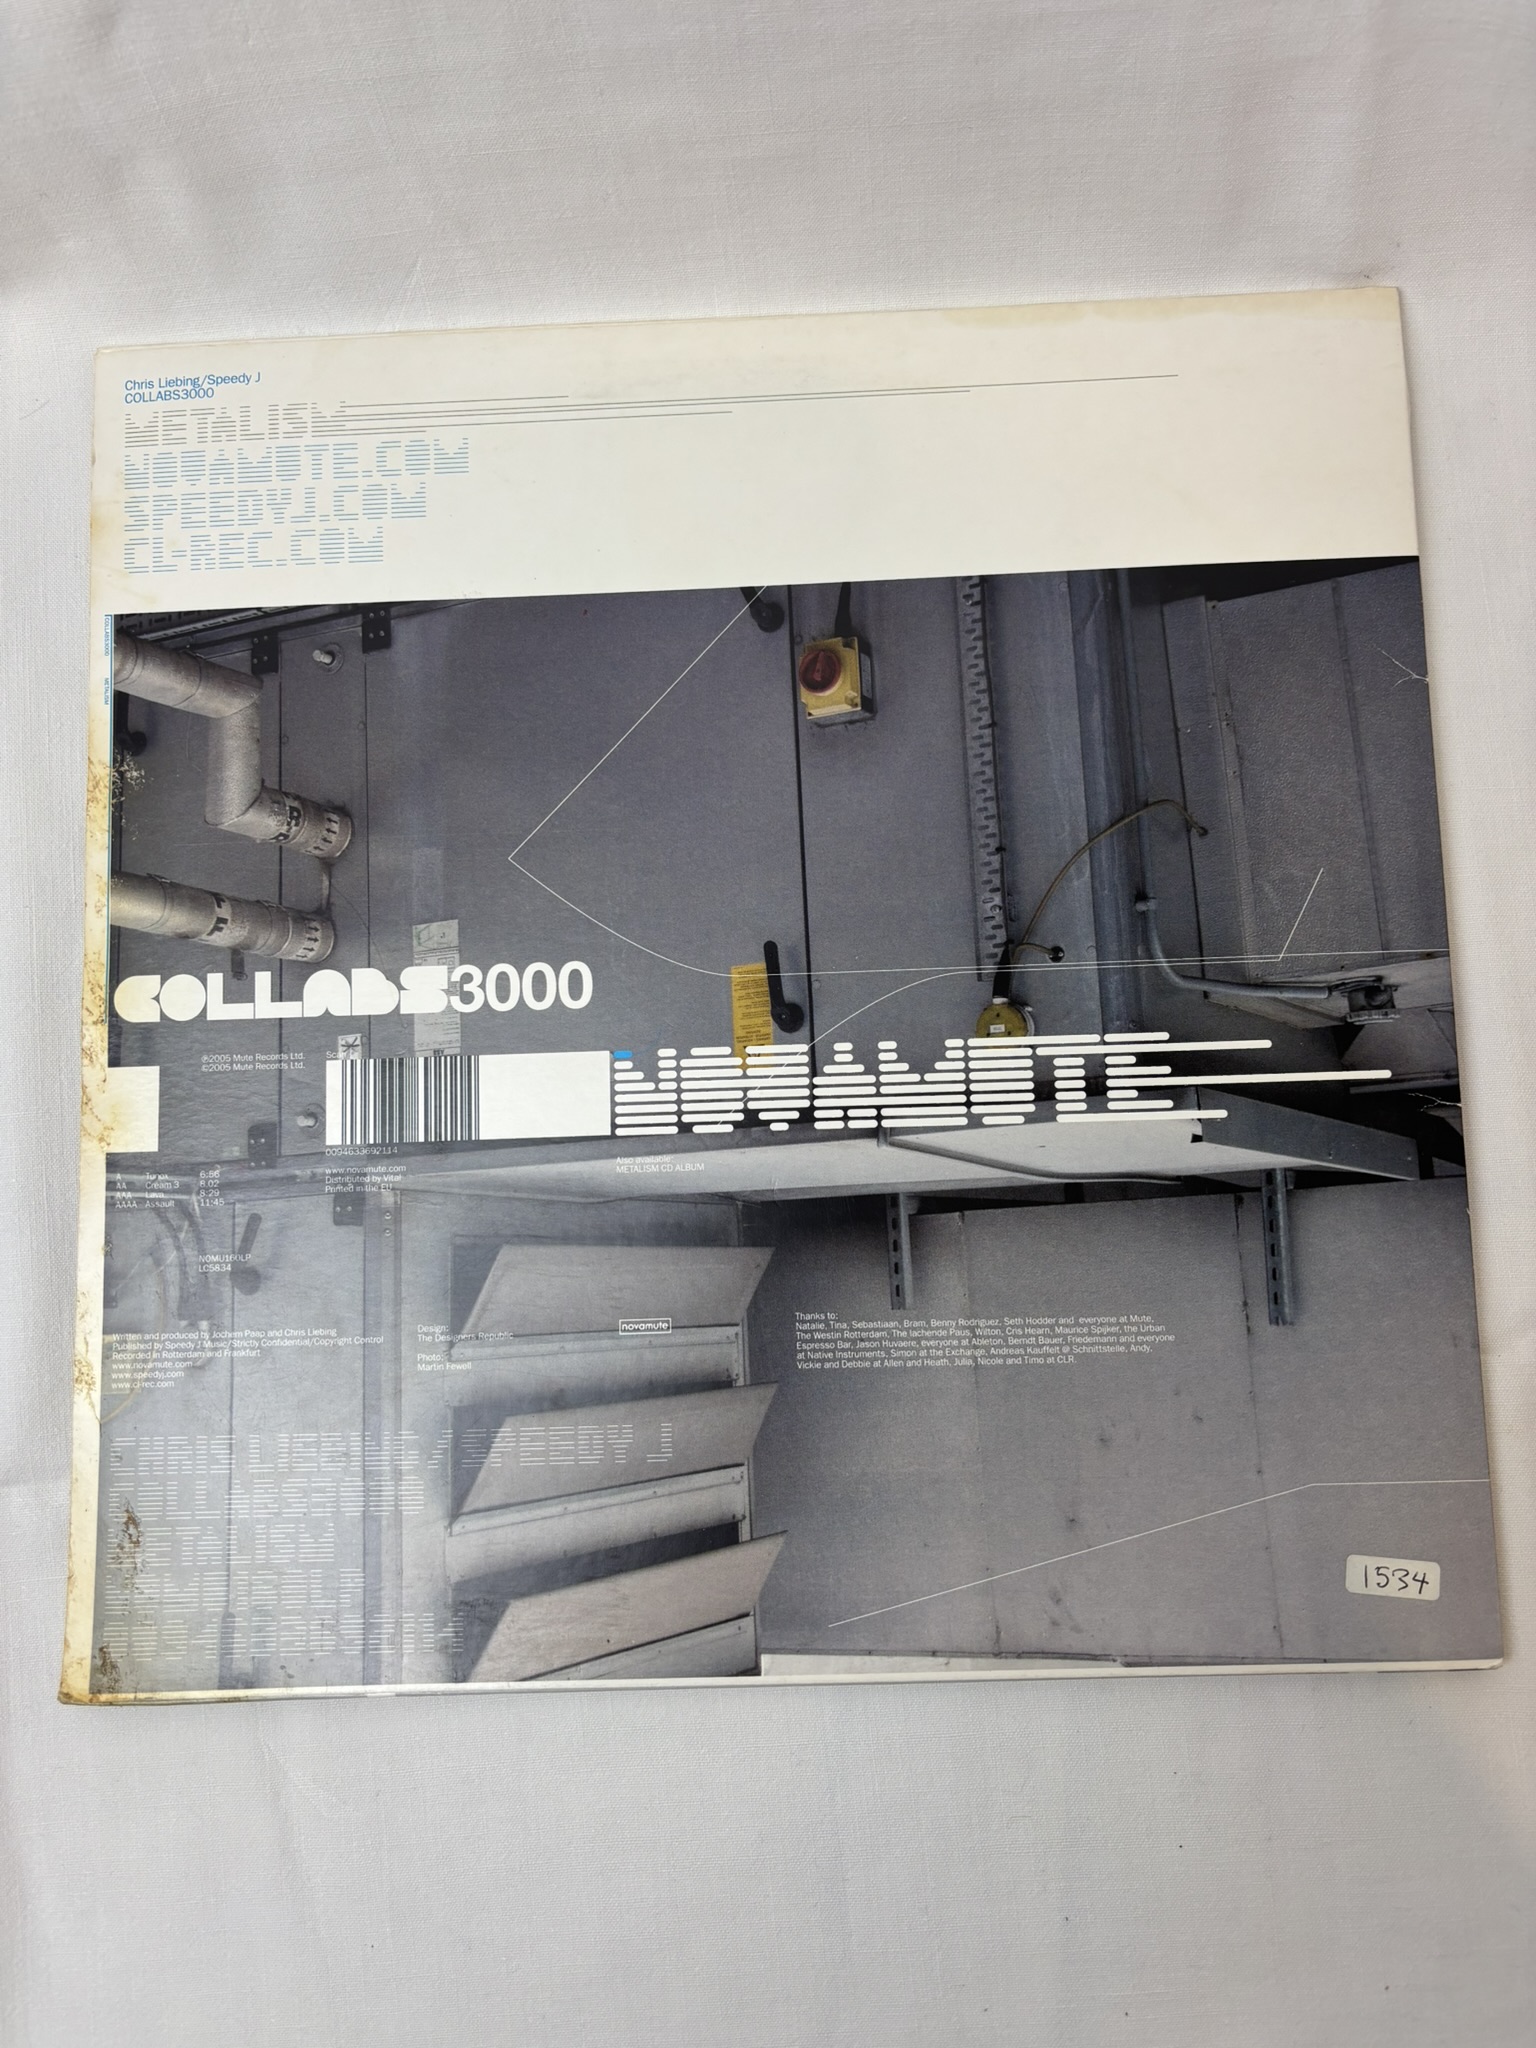 Chris Liebing/Speedy J
COLLABS3000
METALISM
NOVAMUTE.COM
SPEEDYJ.COM
CL-REC.COM
COLLABS3000 METALISM
COLLABS3000
℗2005 Mute Records Ltd.
©2005 Mute Records Ltd.
Scan
NOVAMUTE
0094633692114
www.novamute.com
Distributed by Vital
Printed in the EU
Also available:
METALISM CD ALBUM
A Tonox 6:56
AA Cream 3 8.02
AAA Lava 8:29
AAAA Assault 11:45
NOMU160LP
LC5834
Written and produced by Jochem Paap and Chris Liebing
Published by Speedy J Music/Strictly Confidential/Copyright Control
Recorded in Rotterdam and Frankfurt
www.novamute.com
www.speedyj.com
www.cl-rec.com
Design:
The Designers Republic
Photo:
Martin Fewell
novamute
Thanks to:
Natalie, Tina, Sebastiaan, Bram, Benny Rodriguez, Seth Hodder and everyone at Mute,
The Westin Rotterdam, The lachende Paus, Wilton, Cris Hearn, Maurice Spijker, the Urban
Espresso Bar, Jason Huvaere, everyone at Ableton, Berndt Bauer, Friedemann and everyone
at Native Instruments, Simon at the Exchange, Andreas Kauffelt @ Schnittstelle, Andy,
Vickie and Debbie at Allen and Heath, Julia, Nicole and Timo at CLR.
CHRIS LIEBING/SPEEDY J
COLLABS3000
METALISM
NOMU160LP
1534